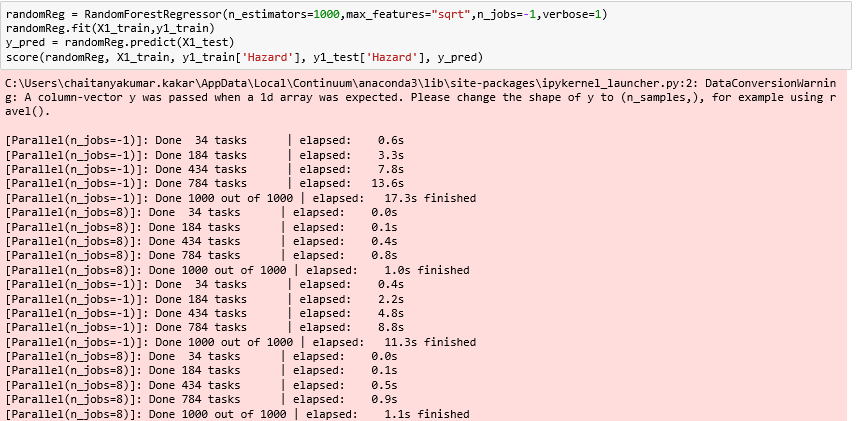 randomReg = RandomForestRegressor(n_estimators=1000,max_features="sqrt",n_jobs=-1,verbose=1)
randomReg.fit(X1_train,y1_train)
y_pred = randomReg.predict(X1_test)
score(randomReg, X1_train, y1_train['Hazard'], y1_test['Hazard'], y_pred)
C:\Users\chaitanyakumar.kakar\AppData\Local\Continuum\anaconda3\lib\site-packages\ipykernel_launcher.py:2: DataConversionWarnin
g: A column-vector y was passed when a 1d array was expected. Please change the shape of y to (n_samples,), for example using r
avel().
[Parallel(n_jobs=-1)]: Done  34 tasks      | elapsed:    0.6s
[Parallel(n_jobs=-1)]: Done 184 tasks      | elapsed:    3.3s
[Parallel(n_jobs=-1)]: Done 434 tasks      | elapsed:    7.8s
[Parallel(n_jobs=-1)]: Done 784 tasks      | elapsed:   13.6s
[Parallel(n_jobs=-1)]: Done 1000 out of 1000 | elapsed:   17.3s finished
[Parallel(n_jobs=8)]: Done  34 tasks      | elapsed:    0.0s
[Parallel(n_jobs=8)]: Done 184 tasks      | elapsed:    0.1s
[Parallel(n_jobs=8)]: Done 434 tasks      | elapsed:    0.4s
[Parallel(n_jobs=8)]: Done 784 tasks      | elapsed:    0.8s
[Parallel(n_jobs=8)]: Done 1000 out of 1000 | elapsed:    1.0s finished
[Parallel(n_jobs=-1)]: Done  34 tasks      | elapsed:    0.4s
[Parallel(n_jobs=-1)]: Done 184 tasks      | elapsed:    2.2s
[Parallel(n_jobs=-1)]: Done 434 tasks      | elapsed:    4.8s
[Parallel(n_jobs=-1)]: Done 784 tasks      | elapsed:    8.8s
[Parallel(n_jobs=-1)]: Done 1000 out of 1000 | elapsed:   11.3s finished
[Parallel(n_jobs=8)]: Done  34 tasks      | elapsed:    0.0s
[Parallel(n_jobs=8)]: Done 184 tasks      | elapsed:    0.1s
[Parallel(n_jobs=8)]: Done 434 tasks      | elapsed:    0.5s
[Parallel(n_jobs=8)]: Done 784 tasks      | elapsed:    0.9s
[Parallel(n_jobs=8)]: Done 1000 out of 1000 | elapsed:    1.1s finished